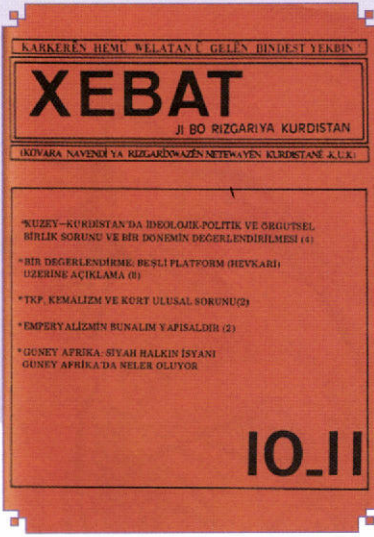 KARKERÊN HEMÛ WELATAN Û GELÊN BINDEST YEKBIN
XEBAT
JI BO RIZGARIYA KURDISTAN
(KOVARA NAVENDÎ YA RIZGARÎXWAZÊN NETEWAYÊN KURDISTANÊ -K.U.K)
*KUZEY-KURDİSTAN'DA İDEOLOJİK-POLİTİK VE ÖRGÜTSEL
BİRLİK SORUNU VE BİR DÖNEMİN DEĞERLENDİRİLMESİ (4)
*BİR DEĞERLENDİRME: BEŞLİ PLATFORM (HEVKARİ)
ÜZERİNE AÇIKLAMA (8)
*TKP, KEMALİZM VE KÜRT ULUSAL SORUNU(2)
*EMPERYALİZMİN BUNALIM YAPISALDIR (2)
*GÜNEY AFRİKA: SİYAH HALKIN İSYANI
GÜNEY AFRİKA'DA NELER OLUYOR
10_11